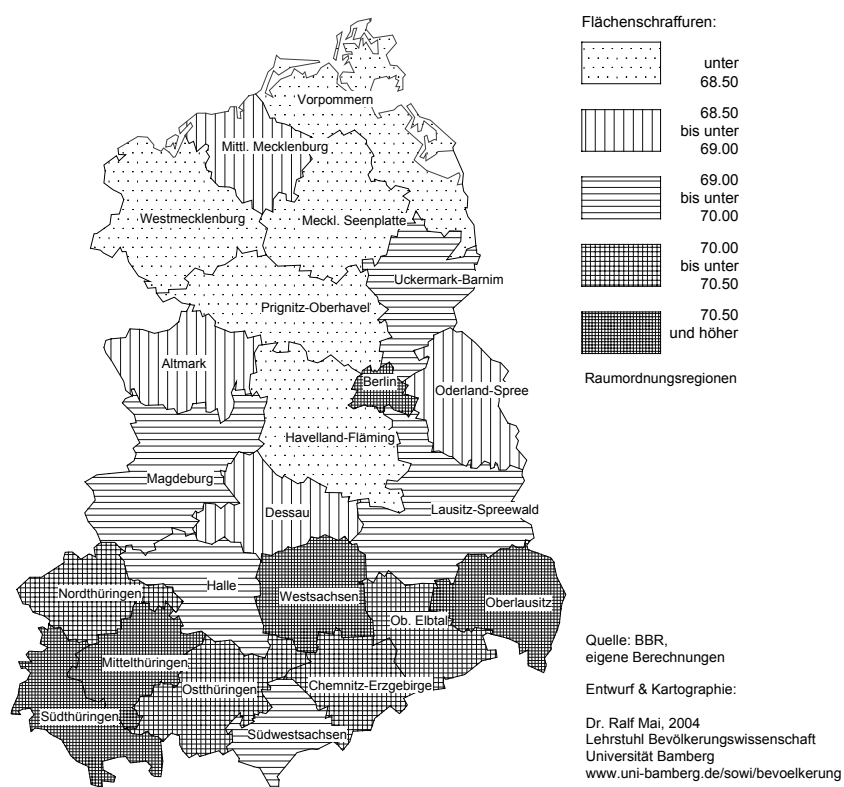 Flächenschraffuren:
unter
68.50
68.50
bis unter
69.00
69.00
bis unter
70.00
70.00
bis unter
70.50
70.50
und höher
Raumordnungsregionen
Vorpommern
Mittl. Mecklenburg
Westmecklenburg
Meckl. Seenplatte
Uckermark-Barnim
Prignitz-Oberhavel
Altmark
Berlin
Oderland-Spree
Havelland-Fläming
Magdeburg
Dessau
Lausitz-Spreewald
Halle
Nordthüringen
Westsachsen
Oberlausitz
Ob. Elbtal
Mittelthüringen
Ostthüringen
Chemnitz-Erzgebirge
Südthüringen
Südwestsachsen
Quelle: BBR,
eigene Berechnungen
Entwurf & Kartographie:
Dr. Ralf Mai, 2004
Lehrstuhl Bevölkerungswissenschaft
Universität Bamberg
www.uni-bamberg.de/sowi/bevoelkerung